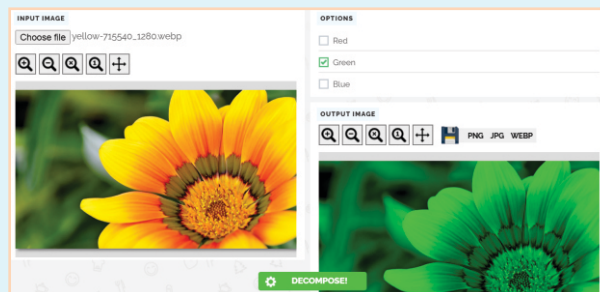 INPUT IMAGE
Choose file yellow-715540_1280.webp
OPTIONS
Red
Green
Blue
OUTPUT IMAGE
PNG JPG WEBP
DECOMPOSE!